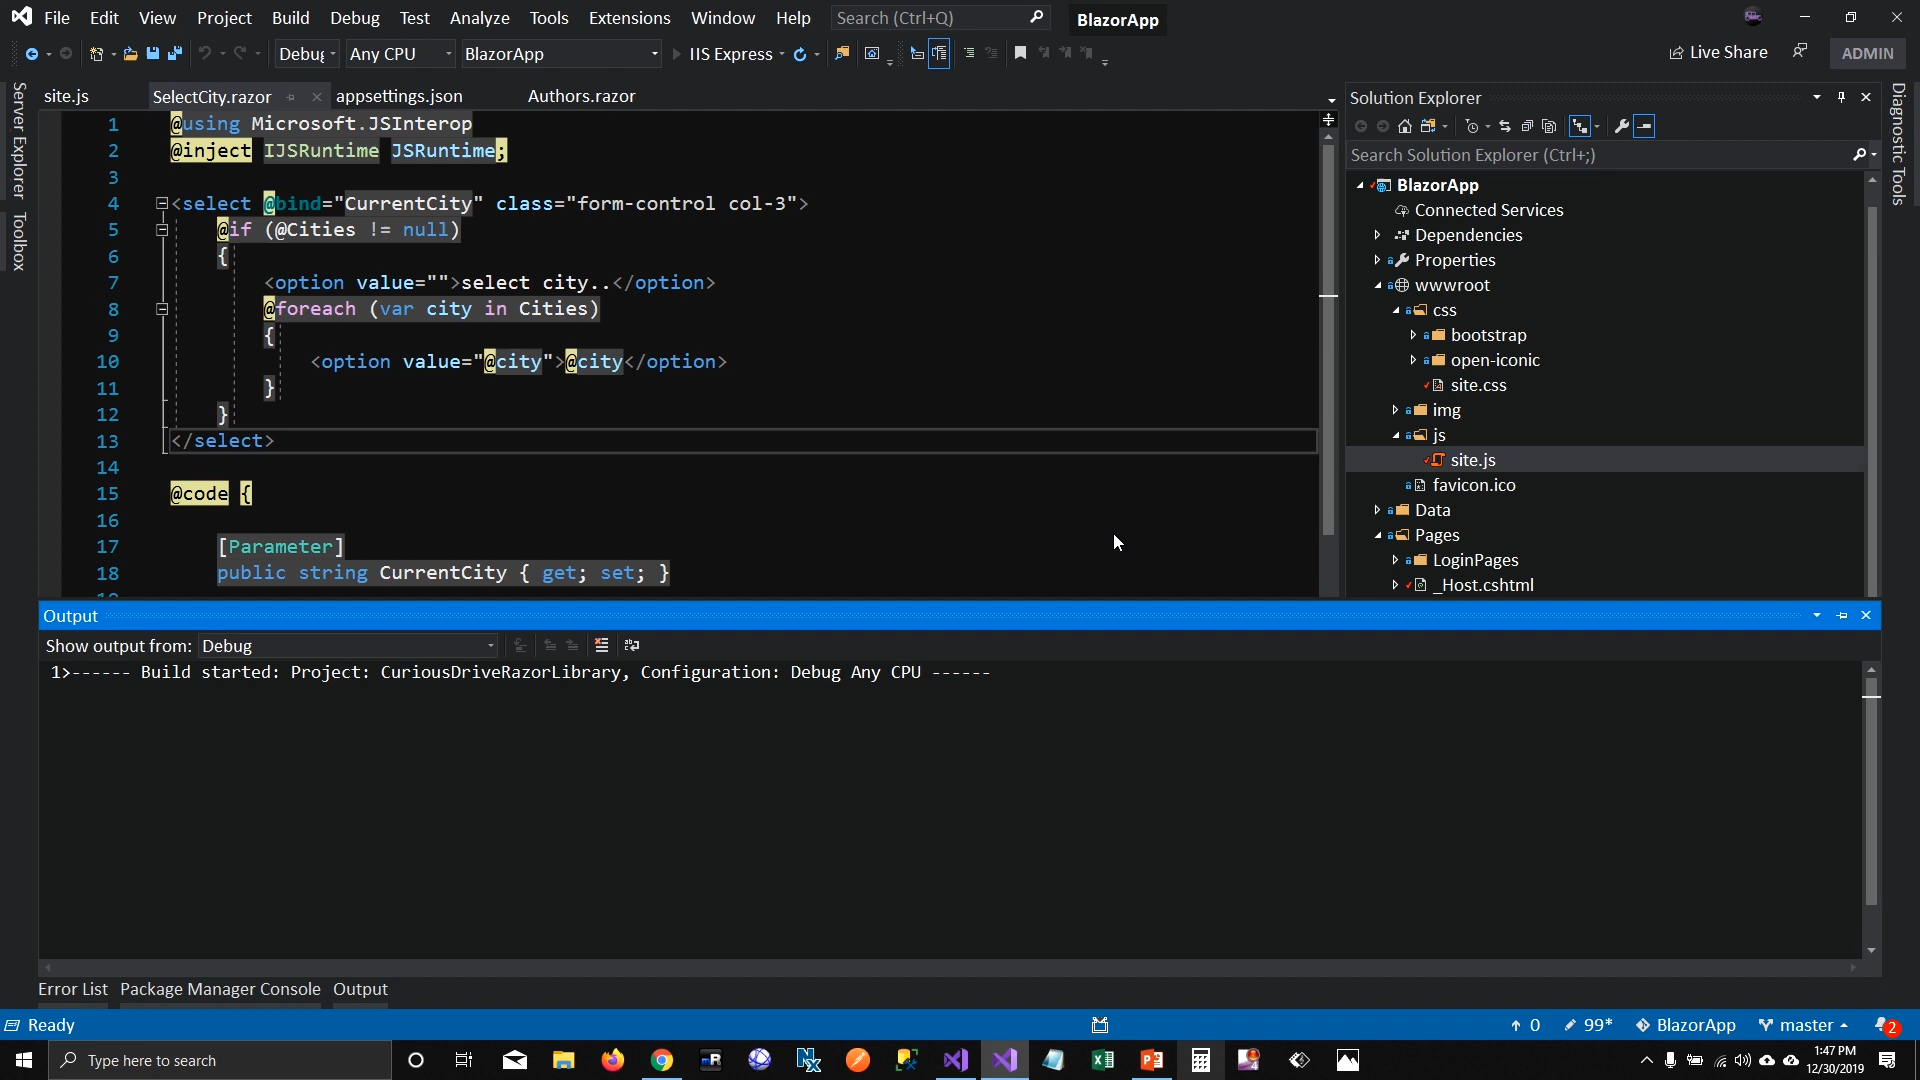 File Edit View Project Build Debug Test Analyze Tools Extensions Window Help Search (Ctrl+Q) BlazorApp
Debug Any CPU BlazorApp IIS Express Live Share ADMIN
Server Explorer
Toolbox
site.js SelectCity.razor appsettings.json Authors.razor
1 @using Microsoft.JSInterop
2 @inject IJSRuntime JSRuntime;
3
4 <select @bind="CurrentCity" class="form-control col-3">
5 @if (@Cities != null)
6 {
7 <option value="">select city..</option>
8 @foreach (var city in Cities)
9 {
10 <option value="@city">@city</option>
11 }
12 }
13 </select>
14
15 @code {
16
17 [Parameter]
18 public string CurrentCity { get; set; }
Solution Explorer
Search Solution Explorer (Ctrl+;)
BlazorApp
Connected Services
Dependencies
Properties
wwwroot
css
bootstrap
open-iconic
site.css
img
js
site.js
favicon.ico
Data
Pages
LoginPages
_Host.cshtml
Diagnostic Tools
Output
Show output from: Debug
1>------ Build started: Project: CuriousDriveRazorLibrary, Configuration: Debug Any CPU ------
Error List Package Manager Console Output
Ready 0 99* BlazorApp master 2
Type here to search
1:47 PM
12/30/2019